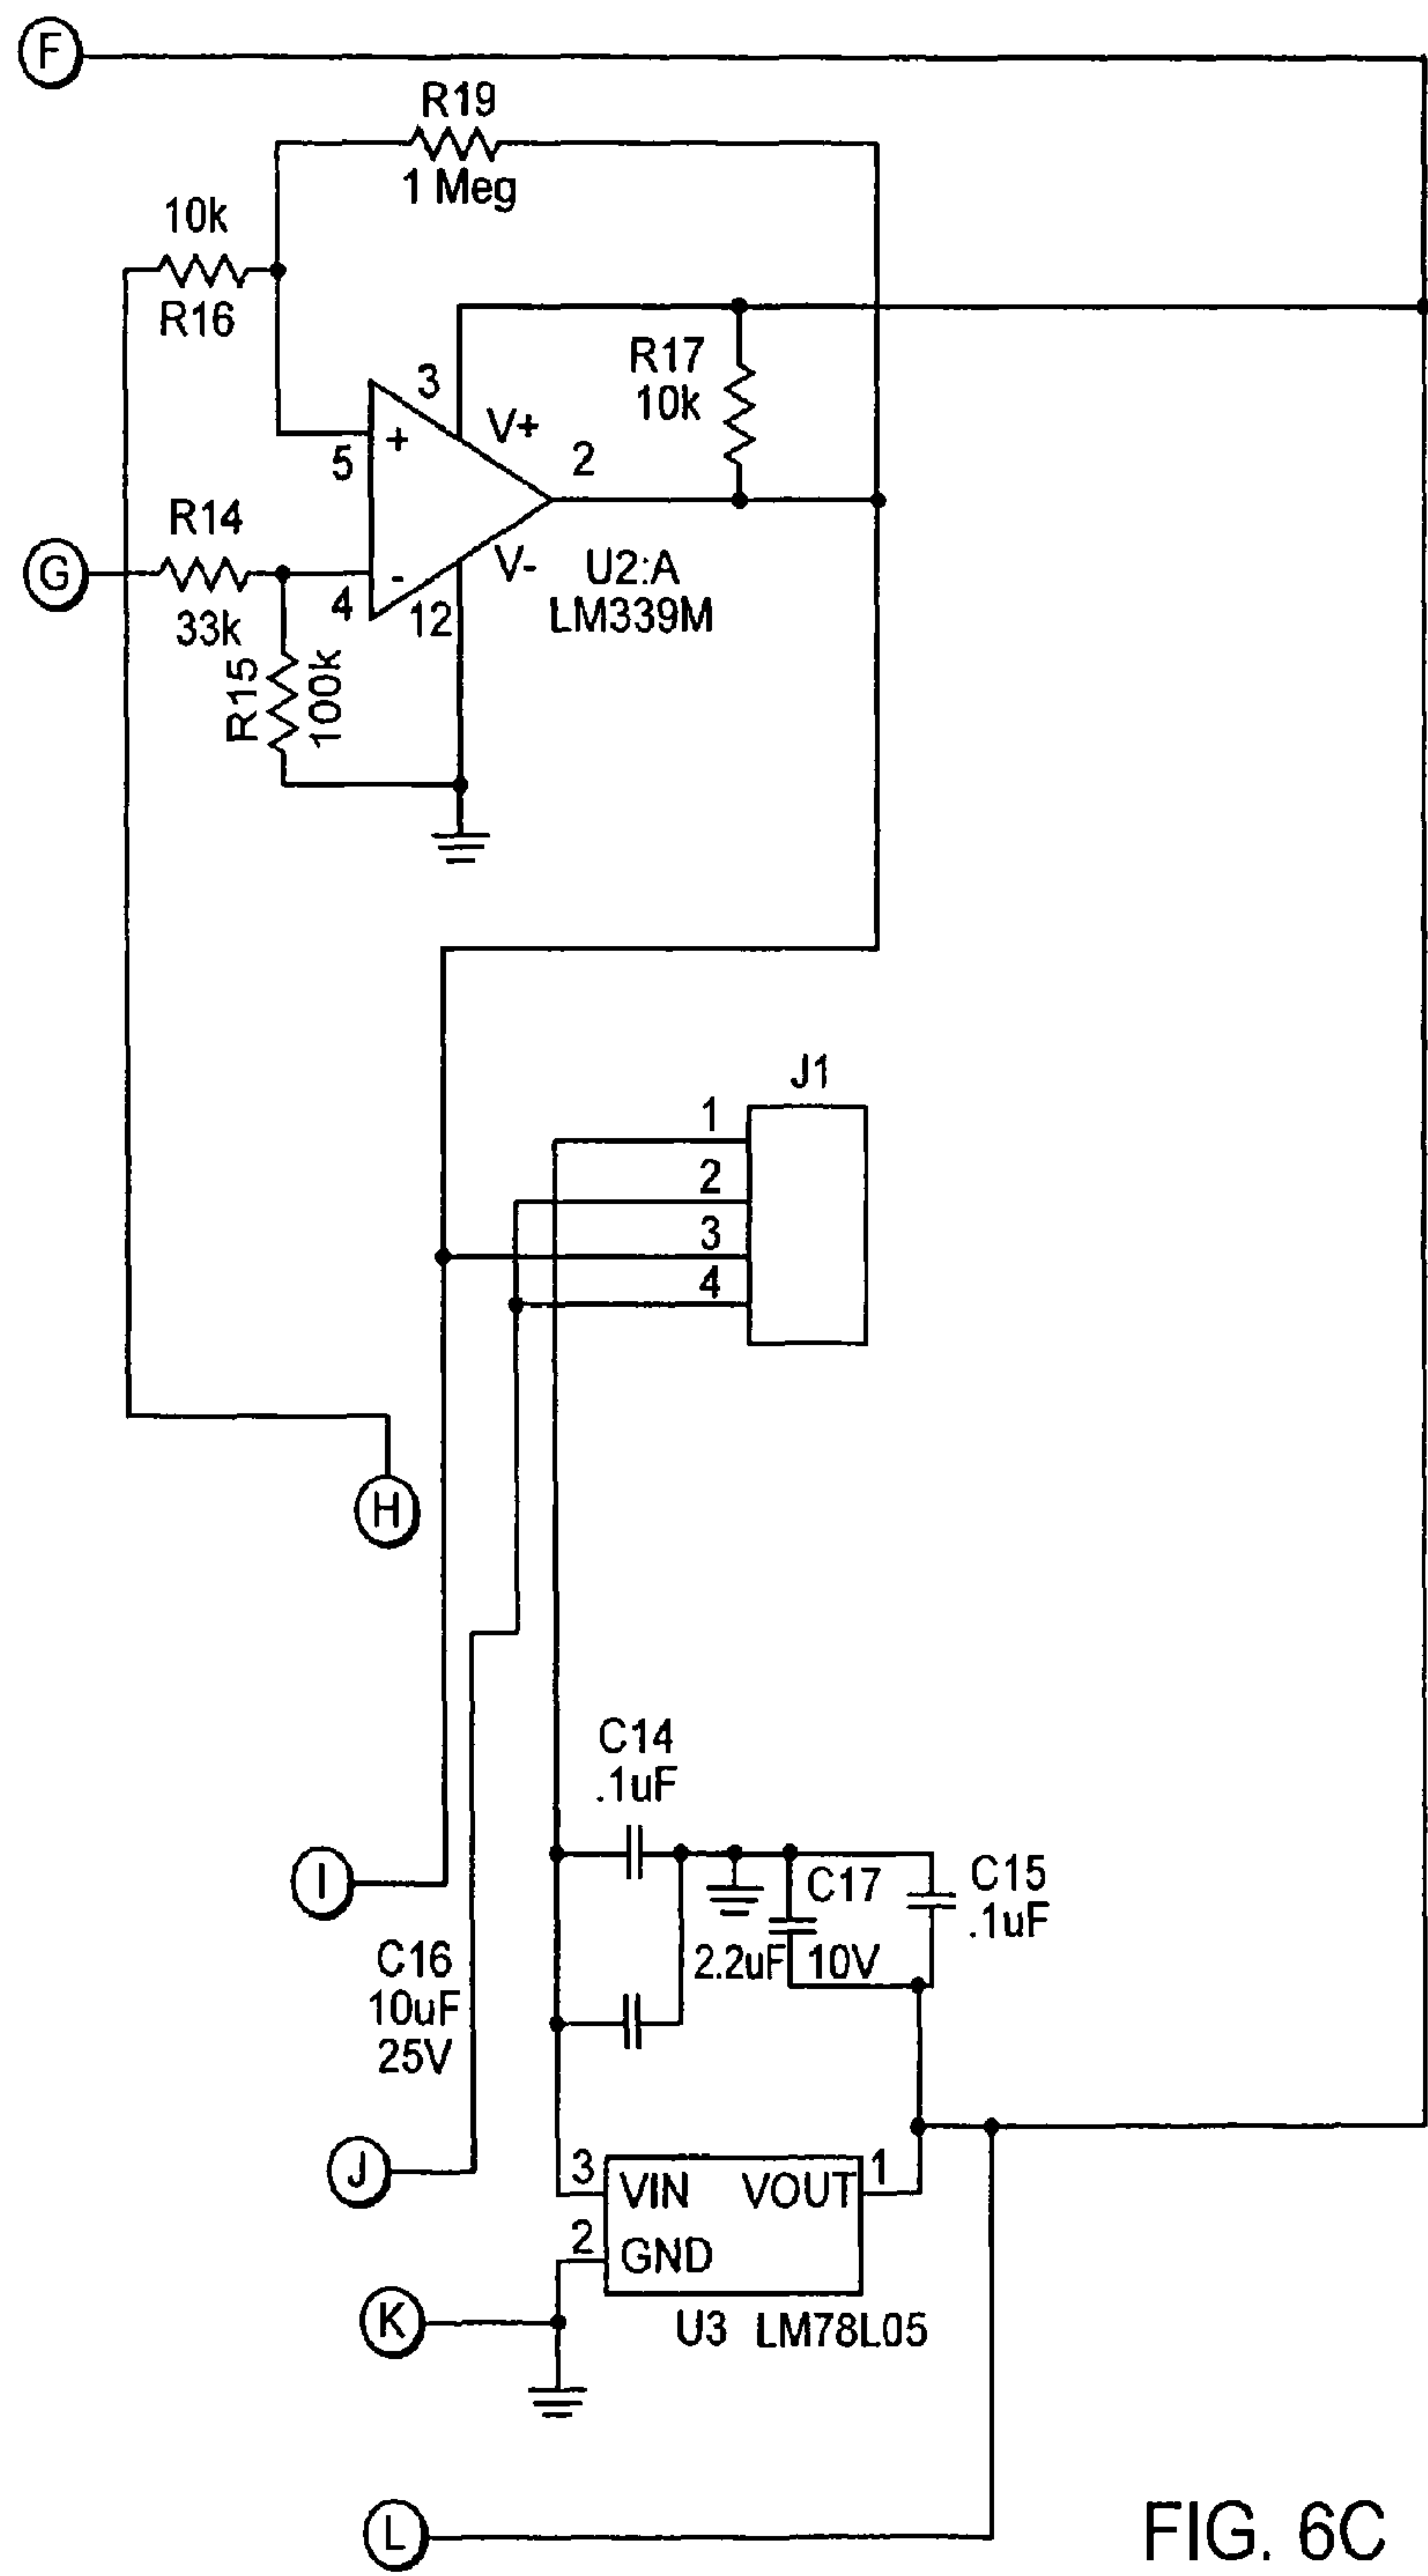 F
R19
1 Meg
10k
R16
R17
10k
3
V+
+
5
2
R14
G
33k
-
4
12
V-
U2:A
LM339M
R15
100k
J1
1
2
3
4
H
C14
.1uF
I
C17
2.2uF 10V
C15
.1uF
C16
10uF
25V
J
3
VIN VOUT
1
2
GND
K
U3 LM78L05
L
FIG. 6C